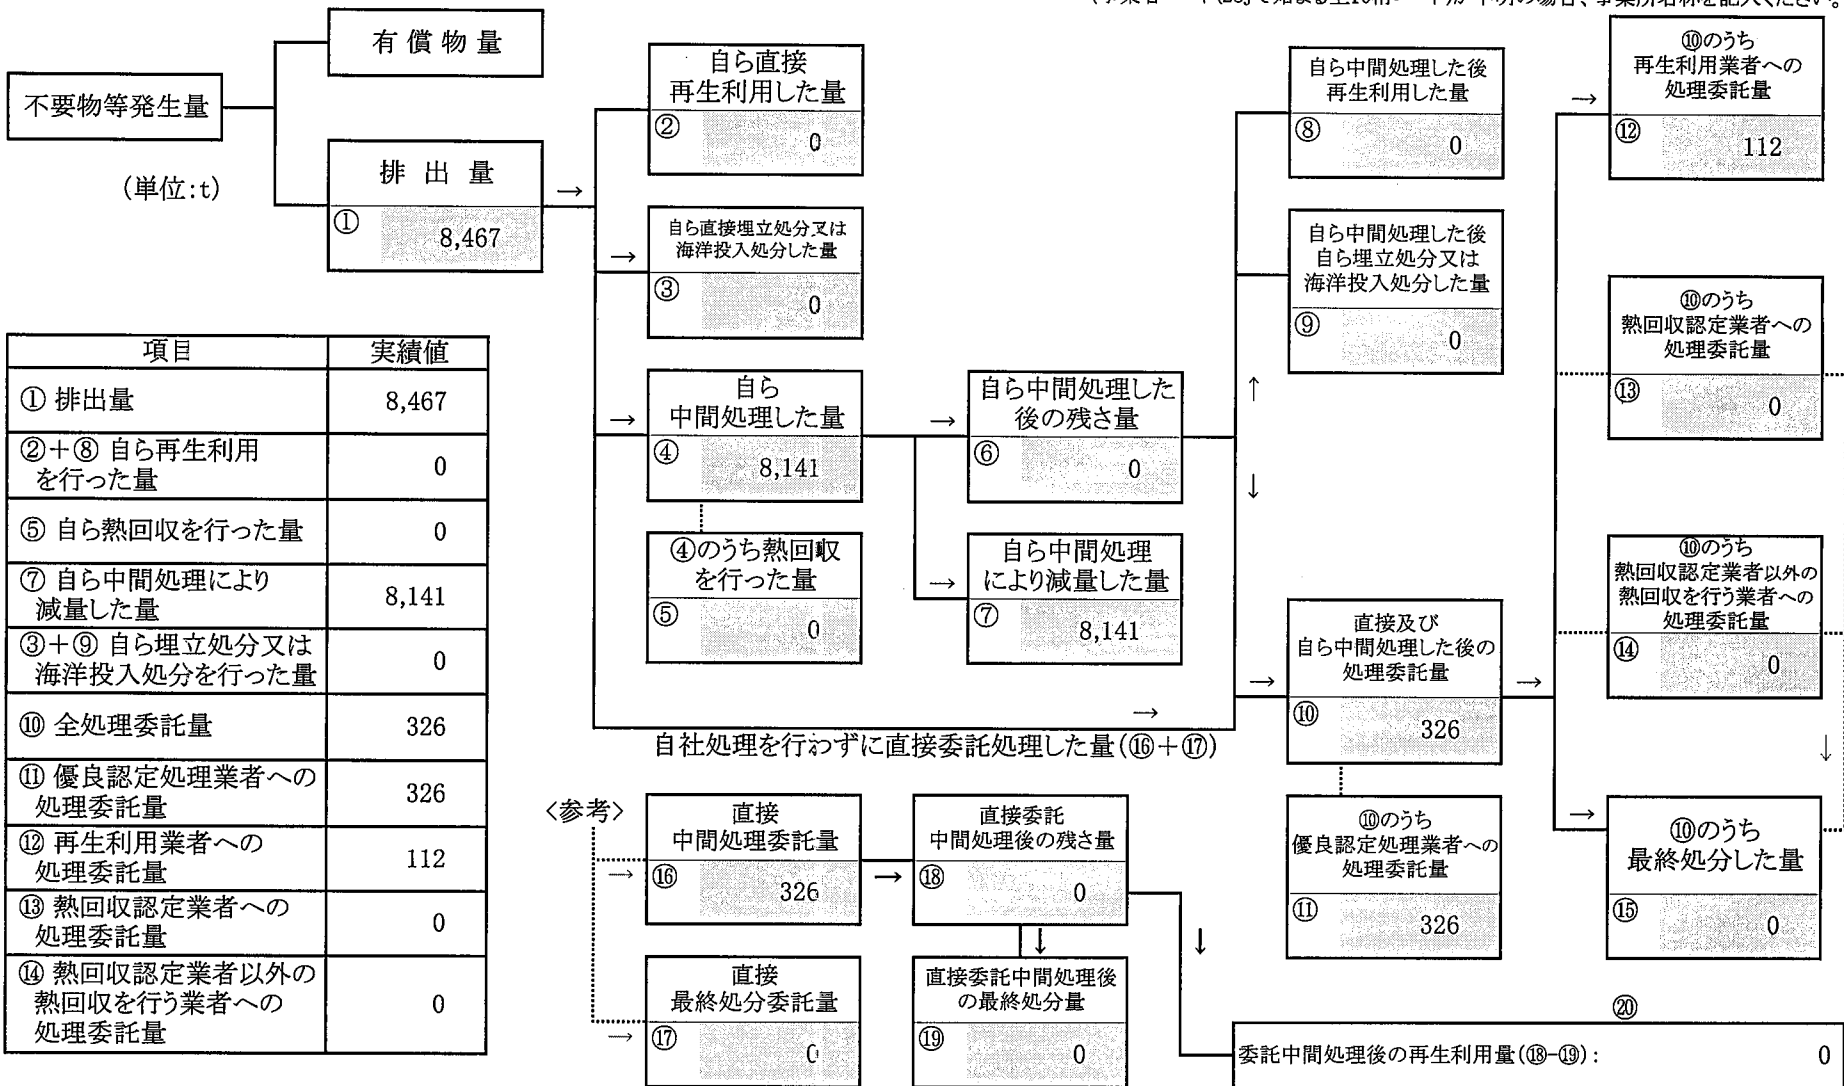 有償物量
不要物等発生量
(単位:t)
排出量
①
8,467
→
自ら直接
再生利用した量
②
0
→
自ら直接埋立処分又は
海洋投入処分した量
③
0
→
自ら
中間処理した量
④
8,141
④のうち熱回収
を行った量
⑤
0
→
自ら中間処理した
後の残さ量
⑥
0
→
自ら中間処理
により減量した量
⑦
8,141
↑
↓
自ら中間処理した後
再生利用した量
⑧
0
自ら中間処理した後
自ら埋立処分又は
海洋投入処分した量
⑨
0
→
直接及び
自ら中間処理した後の
処理委託量
⑩
326
⑩のうち
優良認定処理業者への
処理委託量
⑪
326
→
→
⑩のうち
再生利用業者への
処理委託量
⑫
112
⑩のうち
熱回収認定業者への
処理委託量
⑬
0
⑩のうち
熱回収認定業者以外の
熱回収を行う業者への
処理委託量
⑭
0
↓
→
⑩のうち
最終処分した量
⑮
0
→
自社処理を行わずに直接委託処理した量(⑯+⑰)
<参考>
→
直接
中間処理委託量
⑯
326
→
直接委託
中間処理後の残さ量
⑱
0
↓
↓
→
直接
最終処分委託量
⑰
0
直接委託中間処理後
の最終処分量
⑲
0
⑳
委託中間処理後の再生利用量(⑱-⑲): 0
項目 実績値
① 排出量 8,467
②+⑧ 自ら再生利用
を行った量 0
⑤ 自ら熱回収を行った量 0
⑦ 自ら中間処理により
減量した量 8,141
③+⑨ 自ら埋立処分又は
海洋投入処分を行った量 0
⑩ 全処理委託量 326
⑪ 優良認定処理業者への
処理委託量 326
⑫ 再生利用業者への
処理委託量 112
⑬ 熱回収認定業者への
処理委託量 0
⑭ 熱回収認定業者以外の
熱回収を行う業者への
処理委託量 0